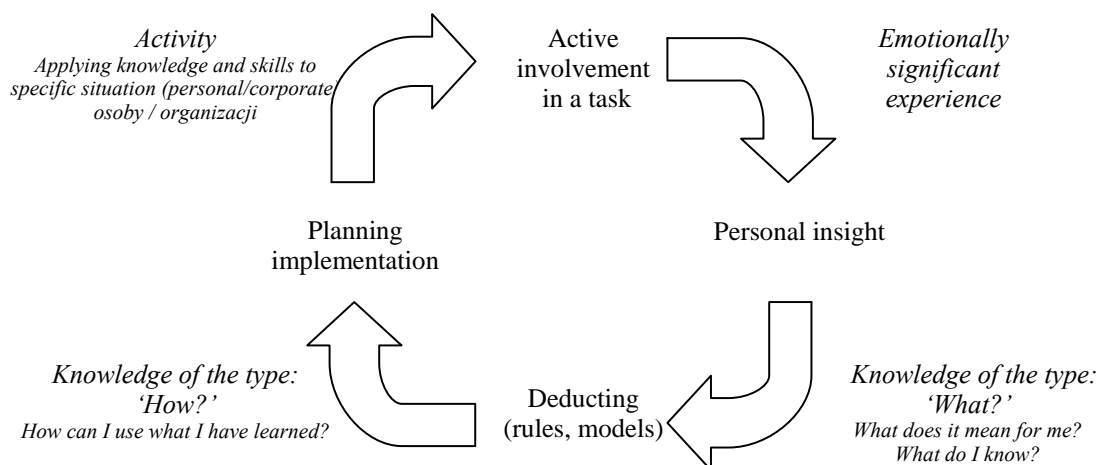 Activity
Applying knowledge and skills to
specific situation (personal/corporate)
osoby / organizacji
Active
involvement
in a task
Emotionally
significant
experience
Planning
implementation
Personal insight
Knowledge of the type:
‘How?’
How can I use what I have learned?
Deducting
(rules, models)
Knowledge of the type:
‘What?’
What does it mean for me?
What do I know?